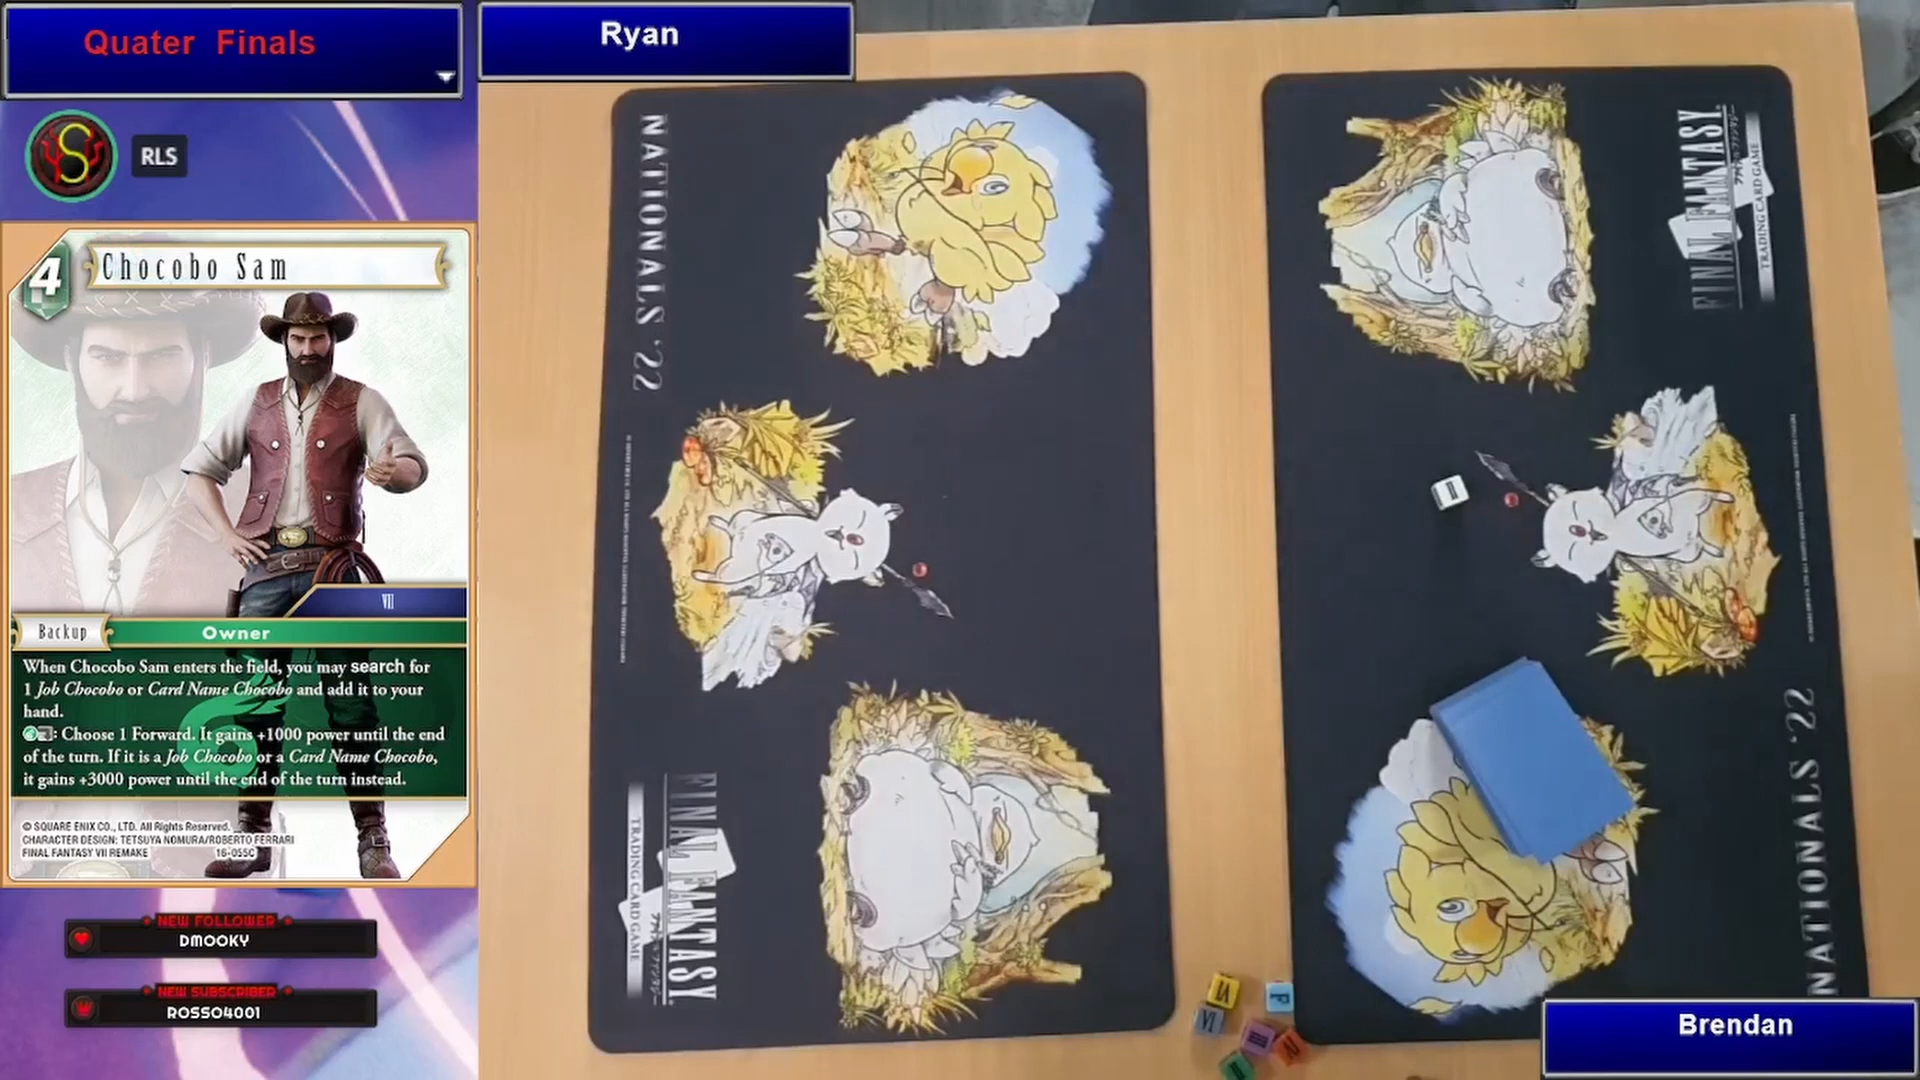 Quater Finals
Ryan
S
RLS
4
Chocobo Sam
VII
Backup
Owner
When Chocobo Sam enters the field, you may search for
1 Job Chocobo or Card Name Chocobo and add it to your
hand.
: Choose 1 Forward. It gains +1000 power until the end
of the turn. If it is a Job Chocobo or a Card Name Chocobo,
it gains +3000 power until the end of the turn instead.
© SQUARE ENIX CO., LTD. All Rights Reserved.
CHARACTER DESIGN: TETSUYA NOMURA/ROBERTO FERRARI
FINAL FANTASY VII REMAKE 16-055C
NEW FOLLOWER
DMOOKY
NEW SUBSCRIBER
ROSSO4001
NATIONALS '22
FINAL FANTASY
TRADING CARD GAME
FINAL FANTASY
TRADING CARD GAME
NATIONALS '22
VI
VI
Brendan